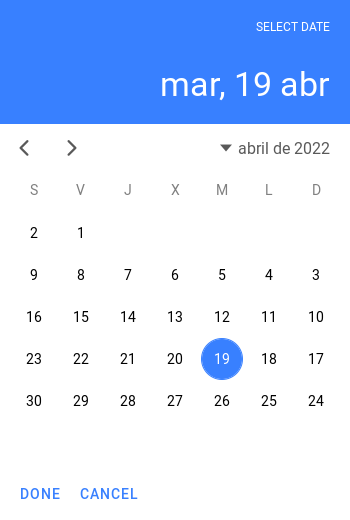 SELECT DATE
mar, 19 abr
abril de 2022
S V J X M L D
2 1
9 8 7 6 5 4 3
16 15 14 13 12 11 10
23 22 21 20 19 18 17
30 29 28 27 26 25 24
DONE CANCEL